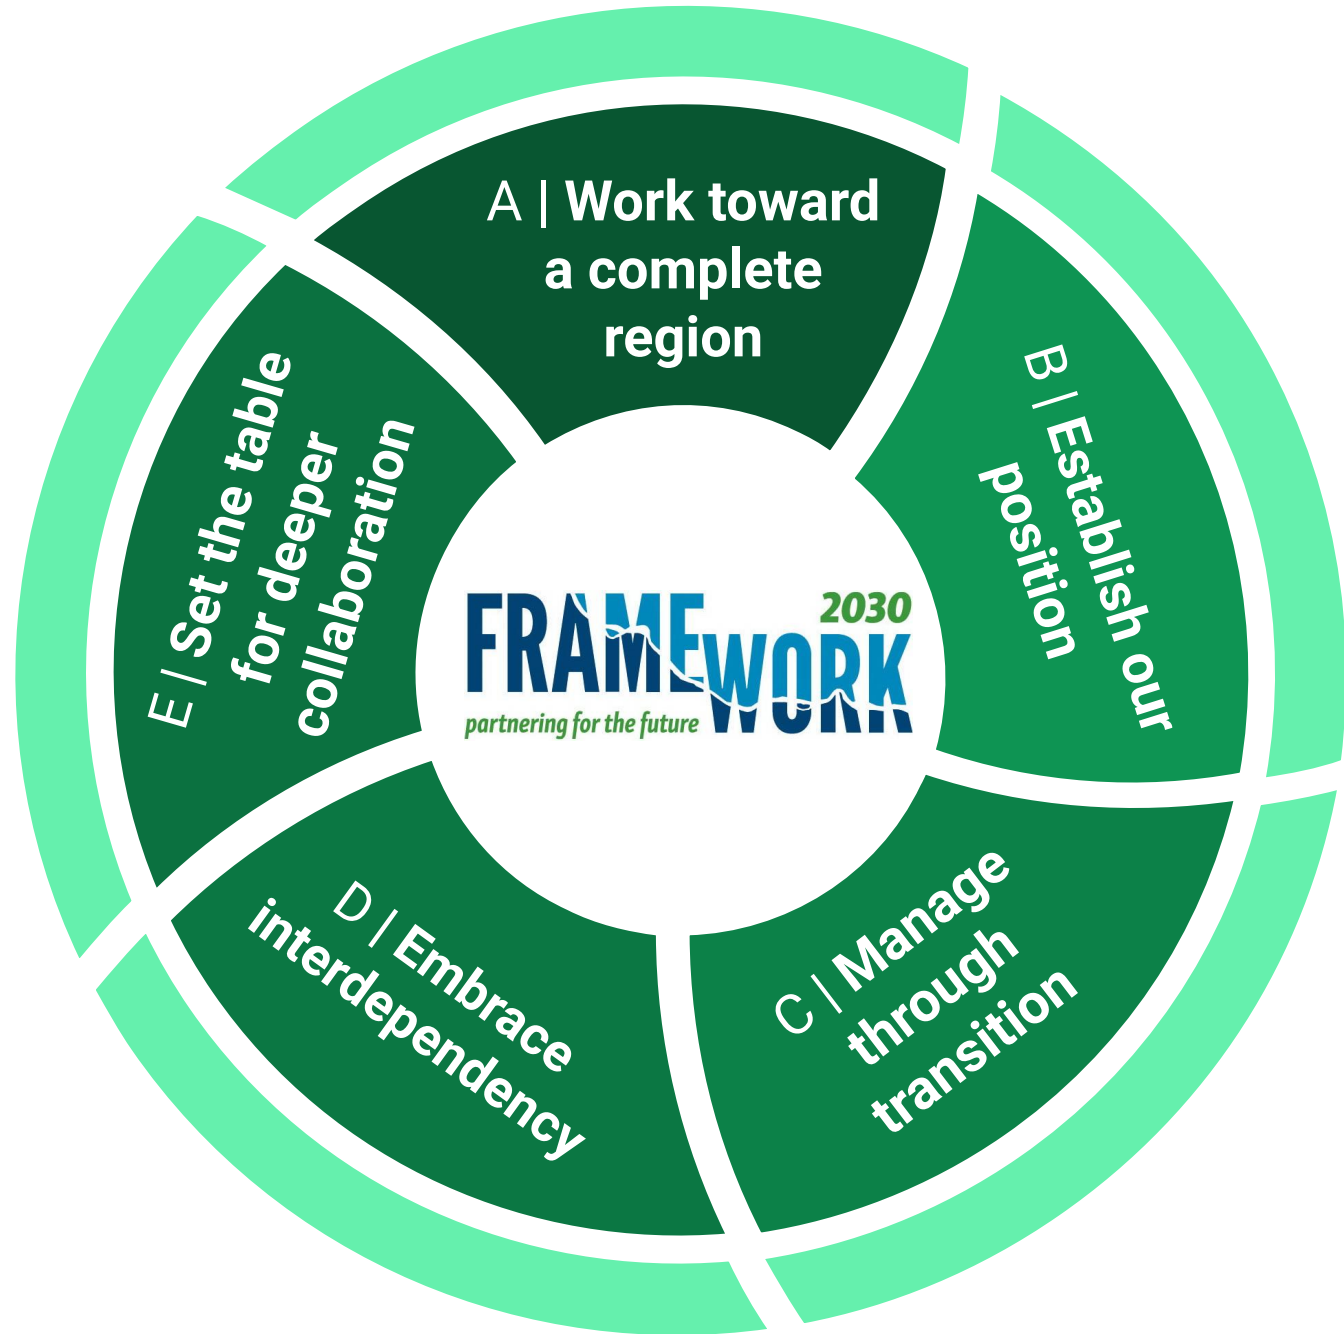 A | Work toward
a complete
region
B | Establish our
position
C | Manage
through
transition
D | Embrace
interdependency
E | Set the table
for deeper
collaboration
2030
FRAMEWORK
partnering for the future